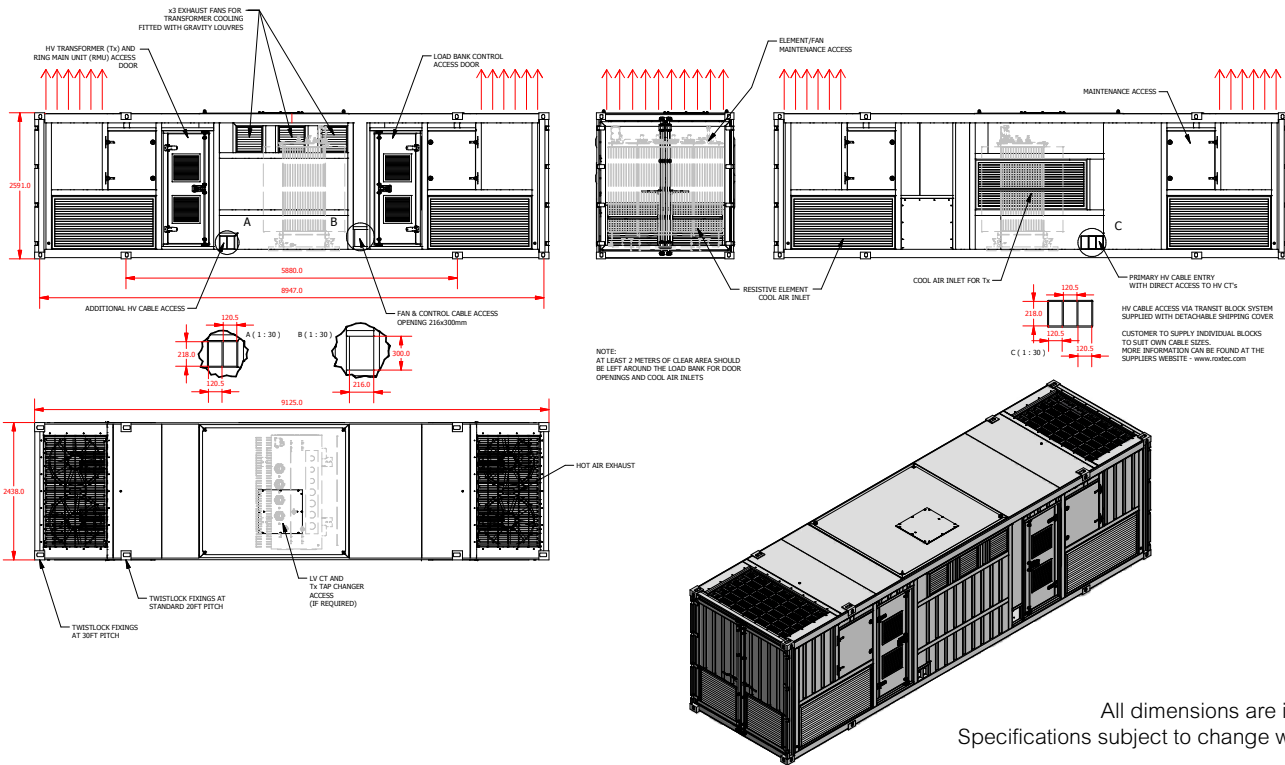 x3 EXHAUST FANS FOR
TRANSFORMER COOLING
FITTED WITH GRAVITY LOUVRES
HV TRANSFORMER (Tx) AND
RING MAIN UNIT (RMU) ACCESS
DOOR
LOAD BANK CONTROL
ACCESS DOOR
ELEMENT/FAN
MAINTENANCE ACCESS
MAINTENANCE ACCESS
2591.0
A
B
C
5880.0
8947.0
ADDITIONAL HV CABLE ACCESS
FAN & CONTROL CABLE ACCESS
OPENING 216x300mm
RESISTIVE ELEMENT
COOL AIR INLET
COOL AIR INLET FOR Tx
PRIMARY HV CABLE ENTRY
WITH DIRECT ACCESS TO HV CT's
120.5
A ( 1 : 30 )
218.0
120.5
B ( 1 : 30 )
300.0
216.0
120.5
218.0
120.5
C ( 1 : 30 )
120.5
HV CABLE ACCESS VIA TRANSIT BLOCK SYSTEM
SUPPLIED WITH DETACHABLE SHIPPING COVER
CUSTOMER TO SUPPLY INDIVIDUAL BLOCKS
TO SUIT OWN CABLE SIZES.
MORE INFORMATION CAN BE FOUND AT THE
SUPPLIERS WEBSITE - www.roxtec.com
NOTE:
AT LEAST 2 METERS OF CLEAR AREA SHOULD
BE LEFT AROUND THE LOAD BANK FOR DOOR
OPENINGS AND COOL AIR INLETS
9125.0
2438.0
HOT AIR EXHAUST
LV CT AND
Tx TAP CHANGER
ACCESS
(IF REQUIRED)
TWISTLOCK FIXINGS AT
STANDARD 20FT PITCH
TWISTLOCK FIXINGS
AT 30FT PITCH
All dimensions are i
Specifications subject to change w